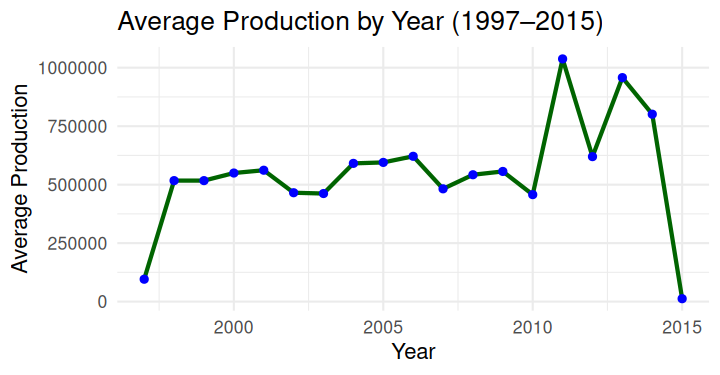 Average Production by Year (1997–2015)
Average Production
1000000
750000
500000
250000
0
2000 2005 2010 2015
Year